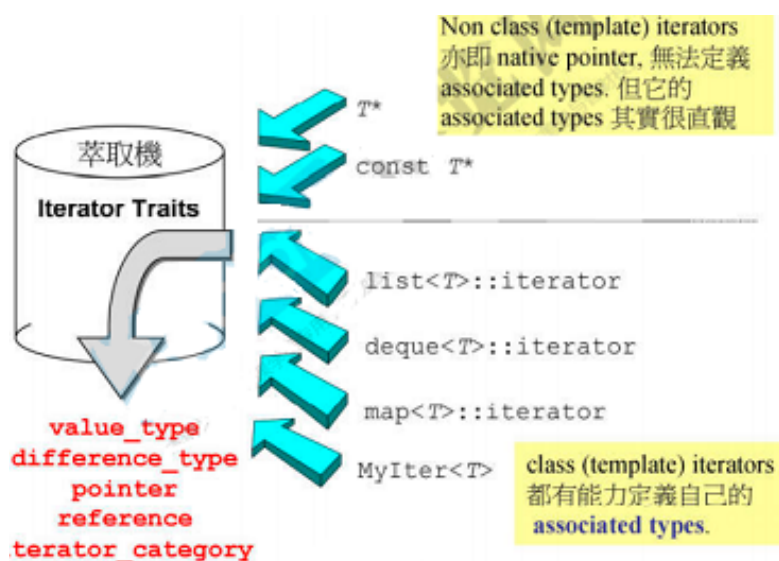 Non class (template) iterators
亦即 native pointer, 無法定義
associated types. 但它的
associated types 其實很直觀
T*
const T*
萃取機
Iterator Traits
list<T>::iterator
deque<T>::iterator
map<T>::iterator
MyIter<T>
value_type
difference_type
pointer
reference
iterator_category
class (template) iterators
都有能力定義自己的
associated types.